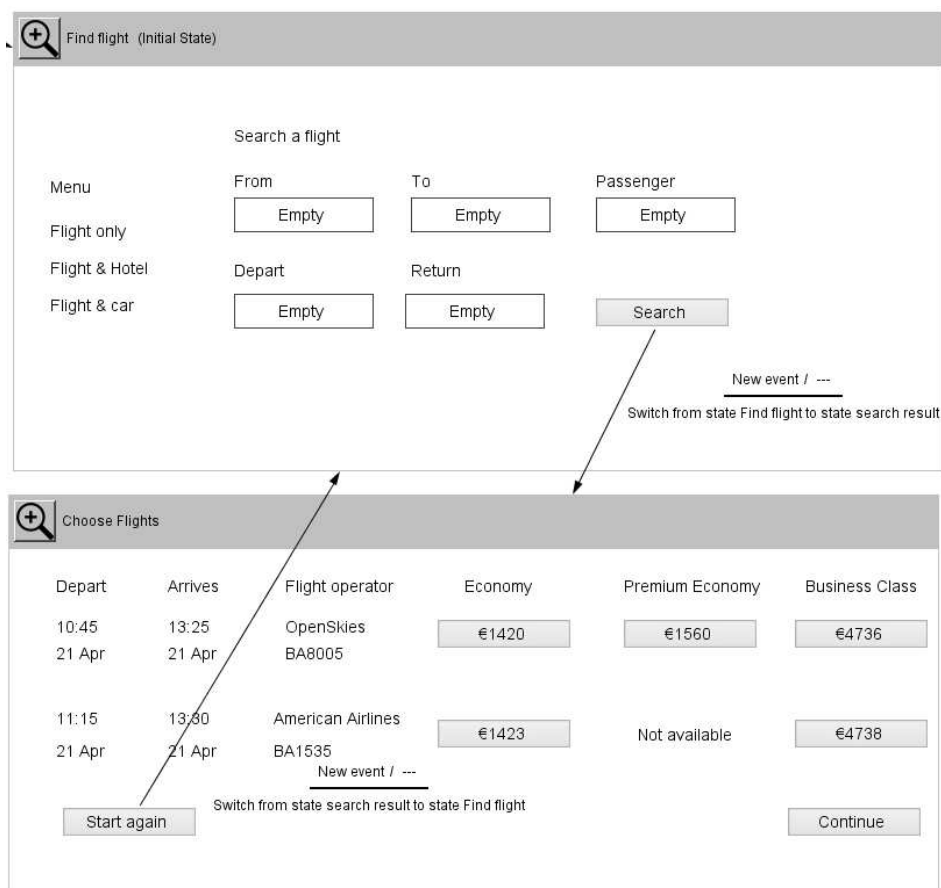 Find flight (Initial State)
Search a flight
Menu
From To Passenger
Empty Empty Empty
Flight only
Flight & Hotel
Depart Return
Flight & car
Empty Empty Search
New event / ---
Switch from state Find flight to state search result
Choose Flights
Depart Arrives Flight operator Economy Premium Economy Business Class
10:45 13:25 OpenSkies €1420 €1560 €4736
21 Apr 21 Apr BA8005
11:15 13:30 American Airlines €1423 Not available €4738
21 Apr 21 Apr BA1535
New event / ---
Switch from state search result to state Find flight
Start again Continue